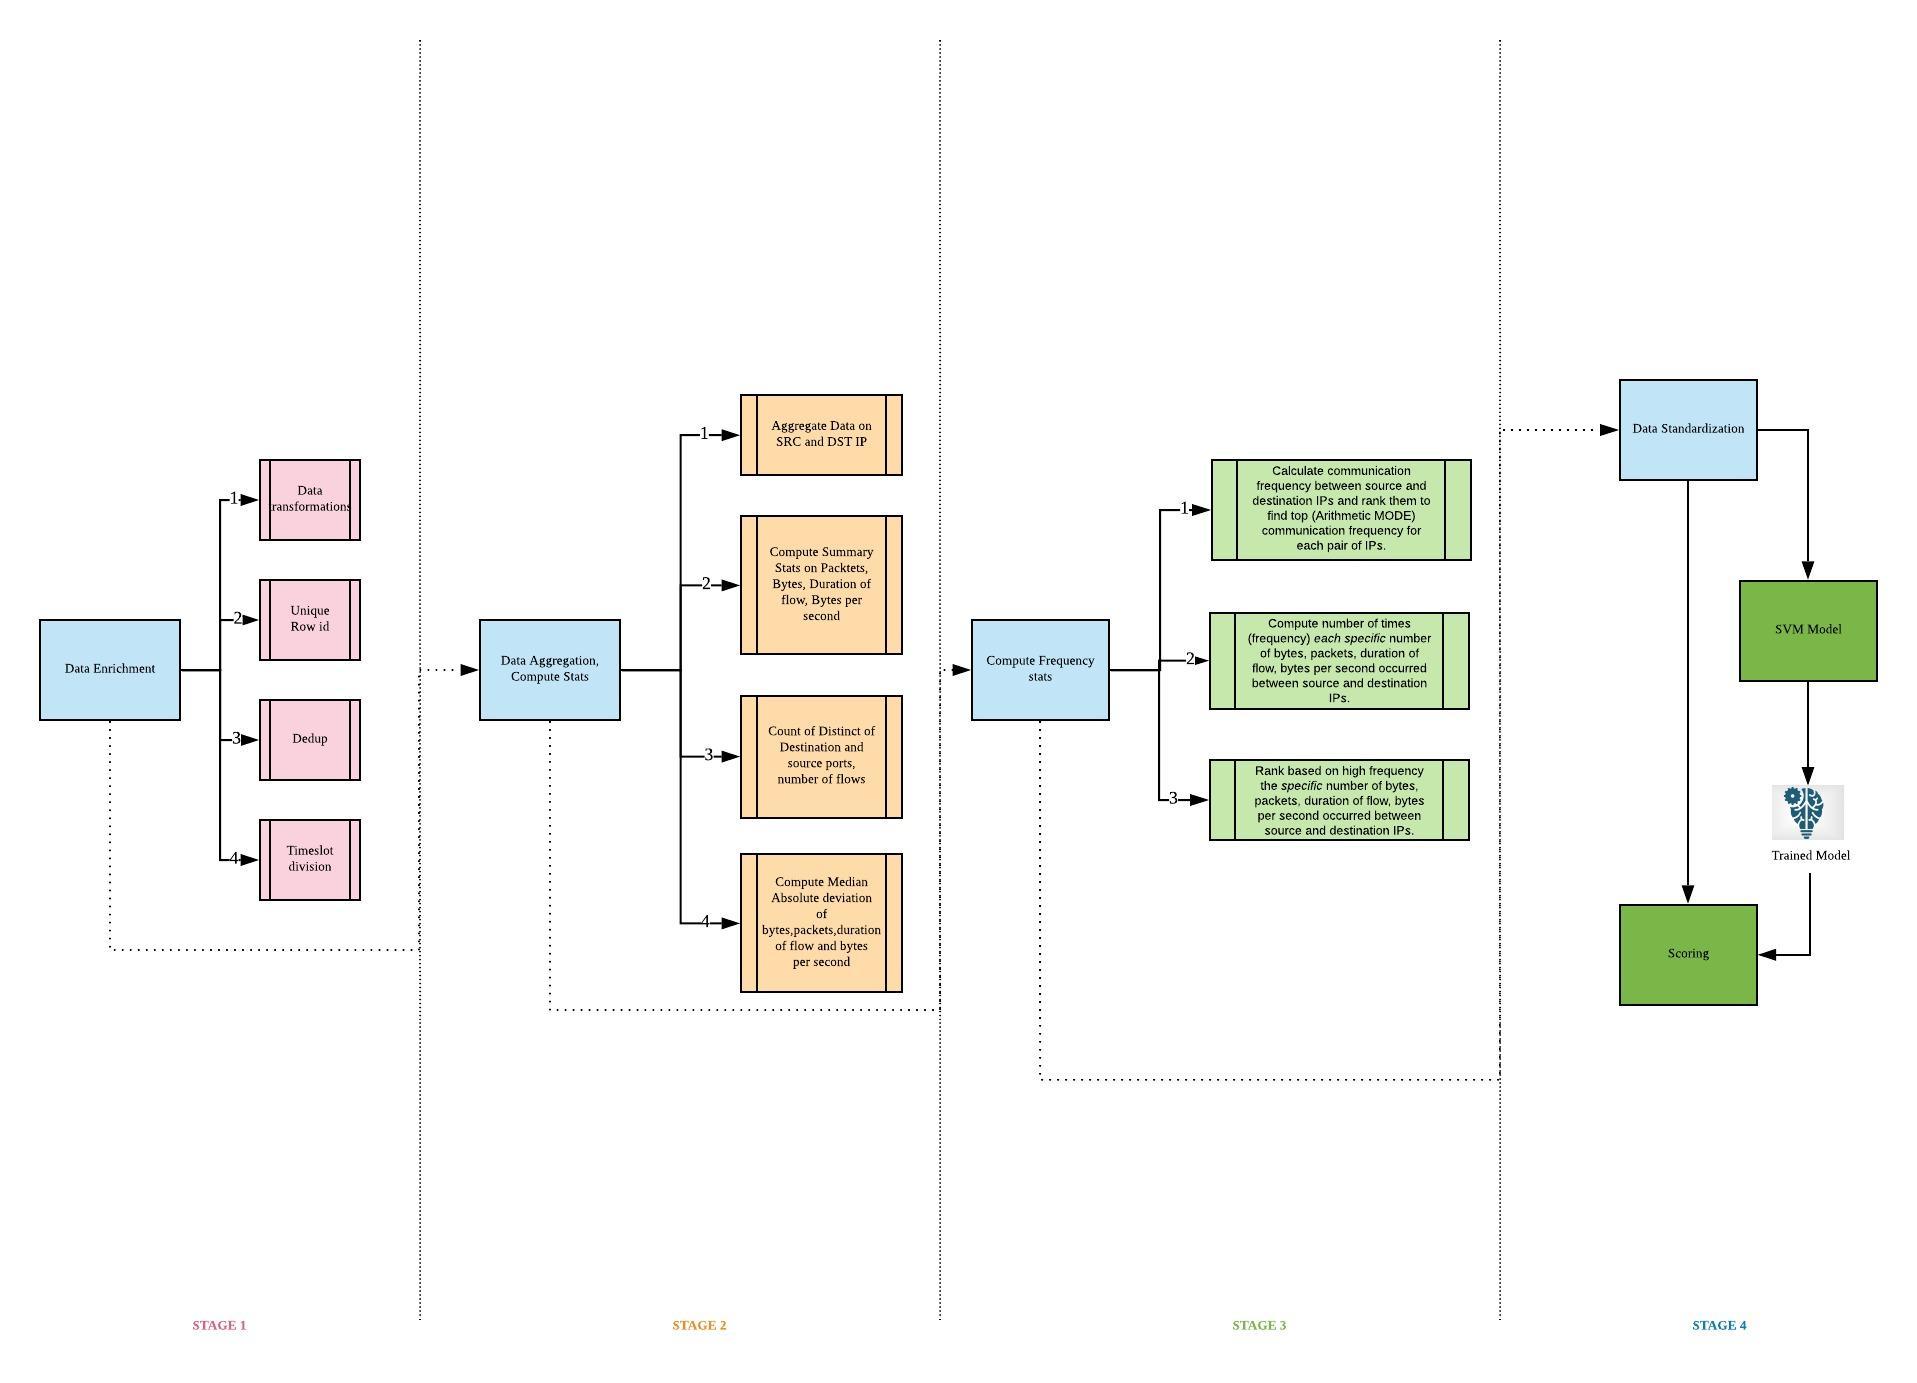 Data Enrichment
1
Data
ransformations
2
Unique
Row id
3
Dedup
4
Timeslot
division
STAGE 1
Data Aggregation,
Compute Stats
1
Aggregate Data on
SRC and DST IP
2
Compute Summary
Stats on Packtets,
Bytes, Duration of
flow, Bytes per
second
3
Count of Distinct of
Destination and
source ports,
number of flows
4
Compute Median
Absolute deviation
of
bytes,packets,duration
of flow and bytes
per second
STAGE 2
Compute Frequency
stats
1
Calculate communication
frequency between source and
destination IPs and rank them to
find top (Arithmetic MODE)
communication frequency for
each pair of IPs.
2
Compute number of times
(frequency) each specific number
of bytes, packets, duration of
flow, bytes per second occurred
between source and destination
IPs.
3
Rank based on high frequency
the specific number of bytes,
packets, duration of flow, bytes
per second occurred between
source and destination IPs.
STAGE 3
Data Standardization
SVM Model
Trained Model
Scoring
STAGE 4